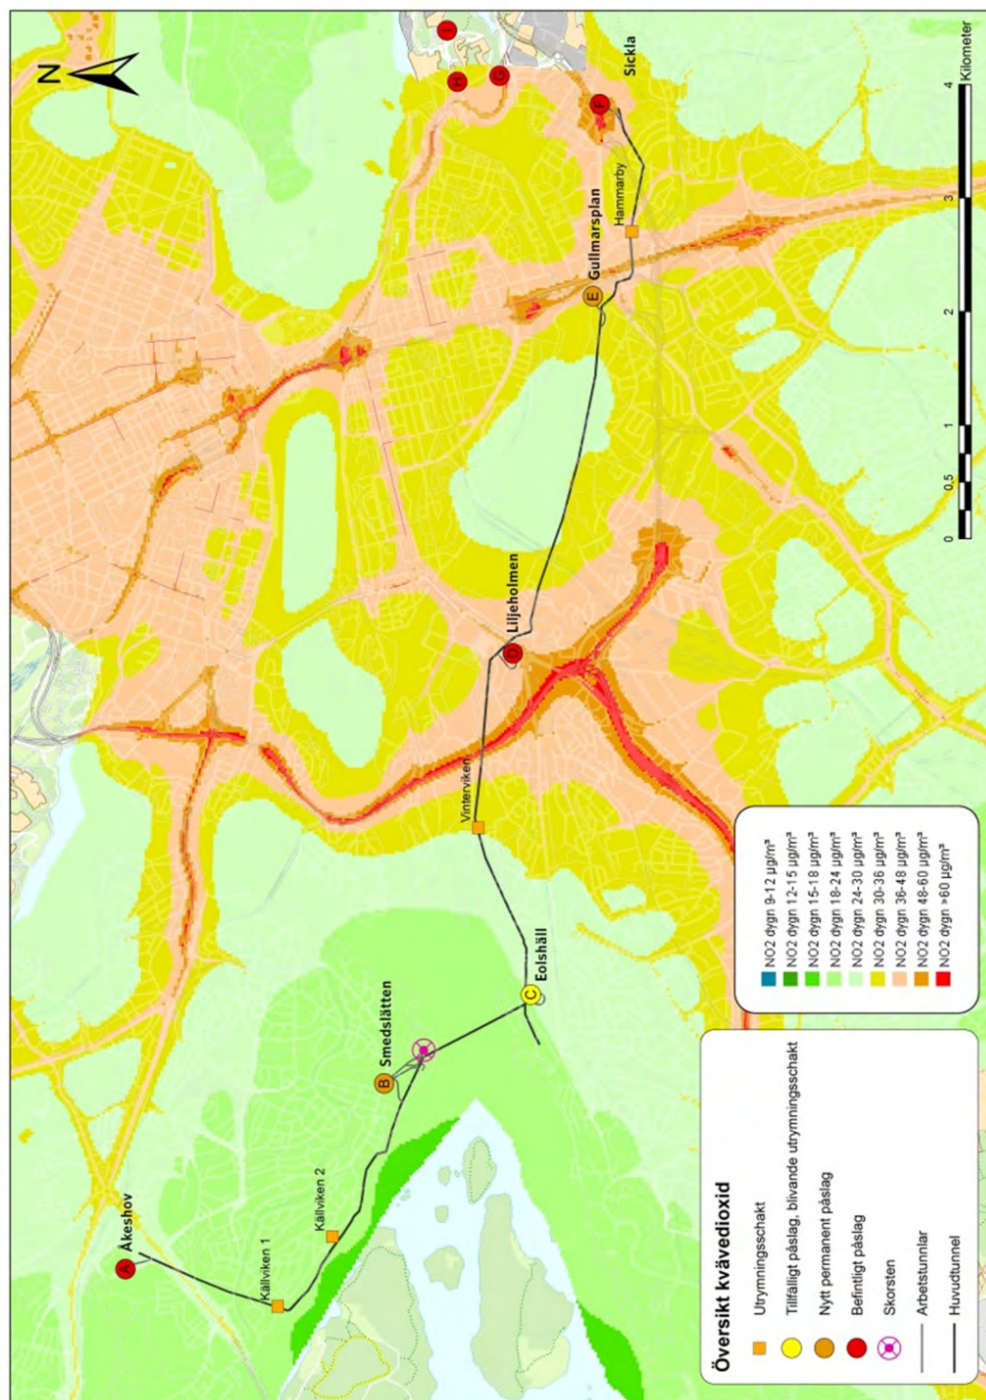 N
I
H
G
F
Sickla
Hammarby
Gullmarsplan
E
Liljeholmen
D
Vinterviken
Eolshäll
C
Smedslätten
B
Källviken 2
Källviken 1
Åkeshov
A
Kilometer
0 0,5 1 2 3 4
NO2 dygn 9-12 µg/m³
NO2 dygn 12-15 µg/m³
NO2 dygn 15-18 µg/m³
NO2 dygn 18-24 µg/m³
NO2 dygn 24-30 µg/m³
NO2 dygn 30-36 µg/m³
NO2 dygn 36-48 µg/m³
NO2 dygn 48-60 µg/m³
NO2 dygn >60 µg/m³
Översikt kvävedioxid
Utrymningsschakt
Tillfälligt påslag, blivande utrymningsschakt
Nytt permanent påslag
Befintligt påslag
Skorsten
Arbetstunnlar
Huvudtunnel